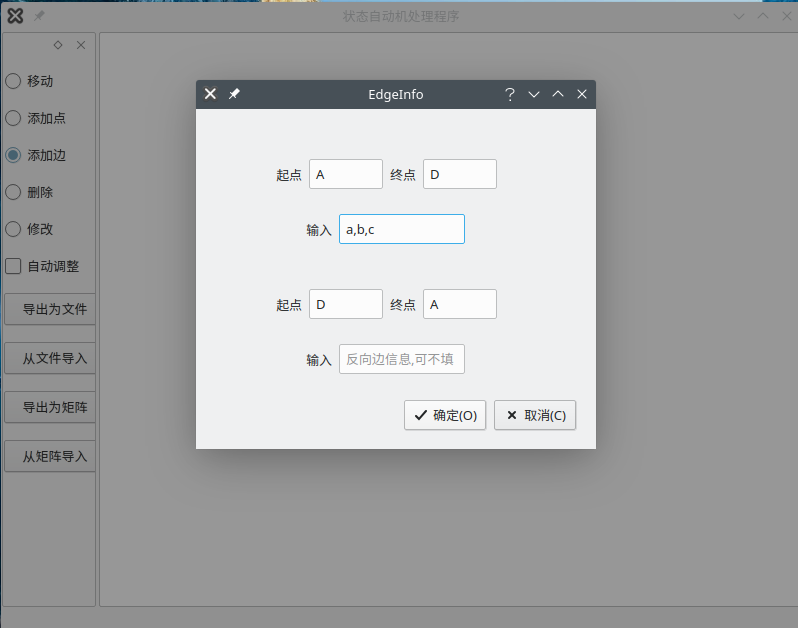 状态自动机处理程序
移动
添加点
添加边
删除
修改
自动调整
导出为文件
从文件导入
导出为矩阵
从矩阵导入
EdgeInfo
起点 A 终点 D
输入 a,b,c
起点 D 终点 A
输入 反向边信息,可不填
确定(O) 取消(C)